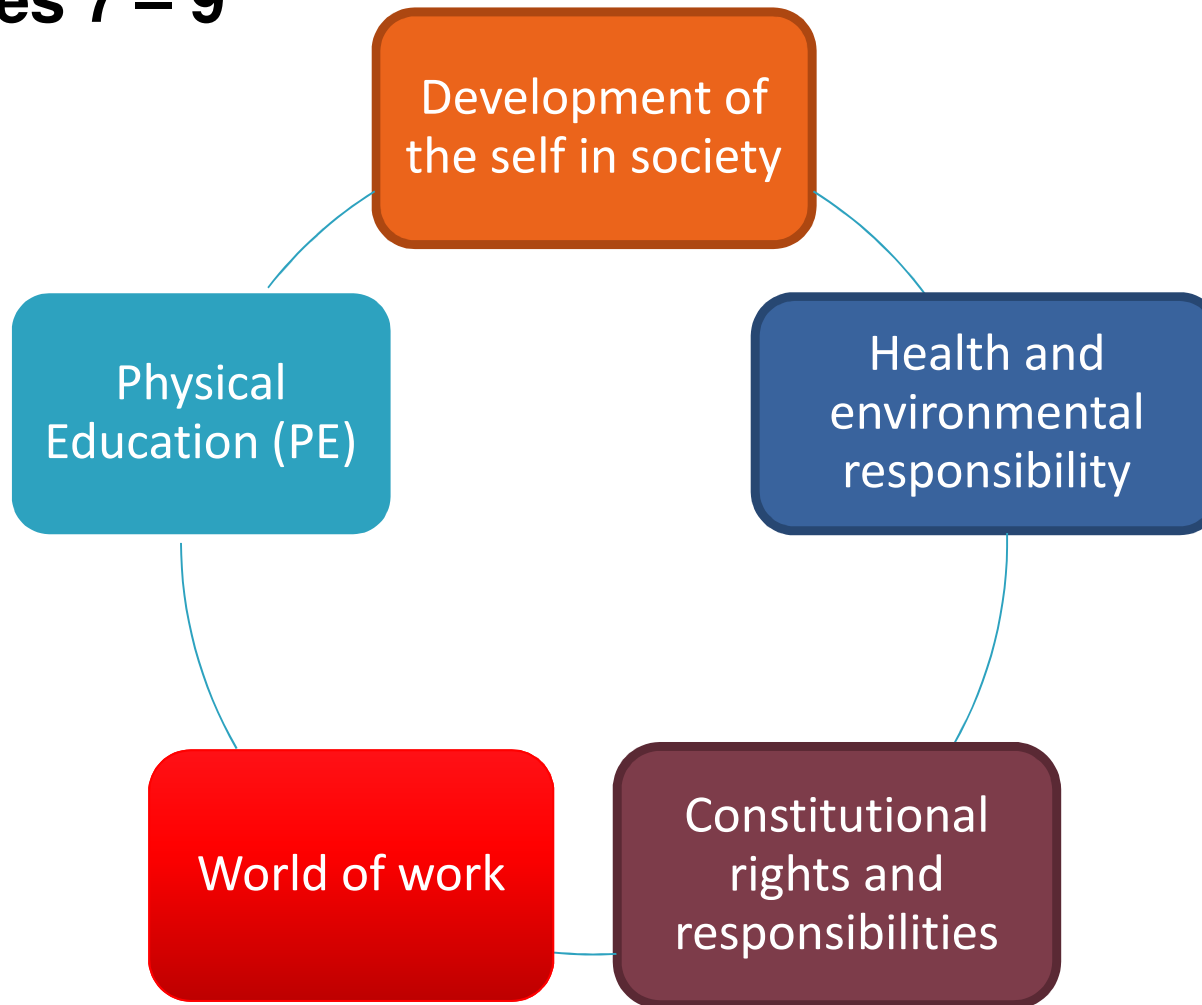 es 7 – 9
Development of
the self in society
Health and
environmental
responsibility
Constitutional
rights and
responsibilities
World of work
Physical
Education (PE)